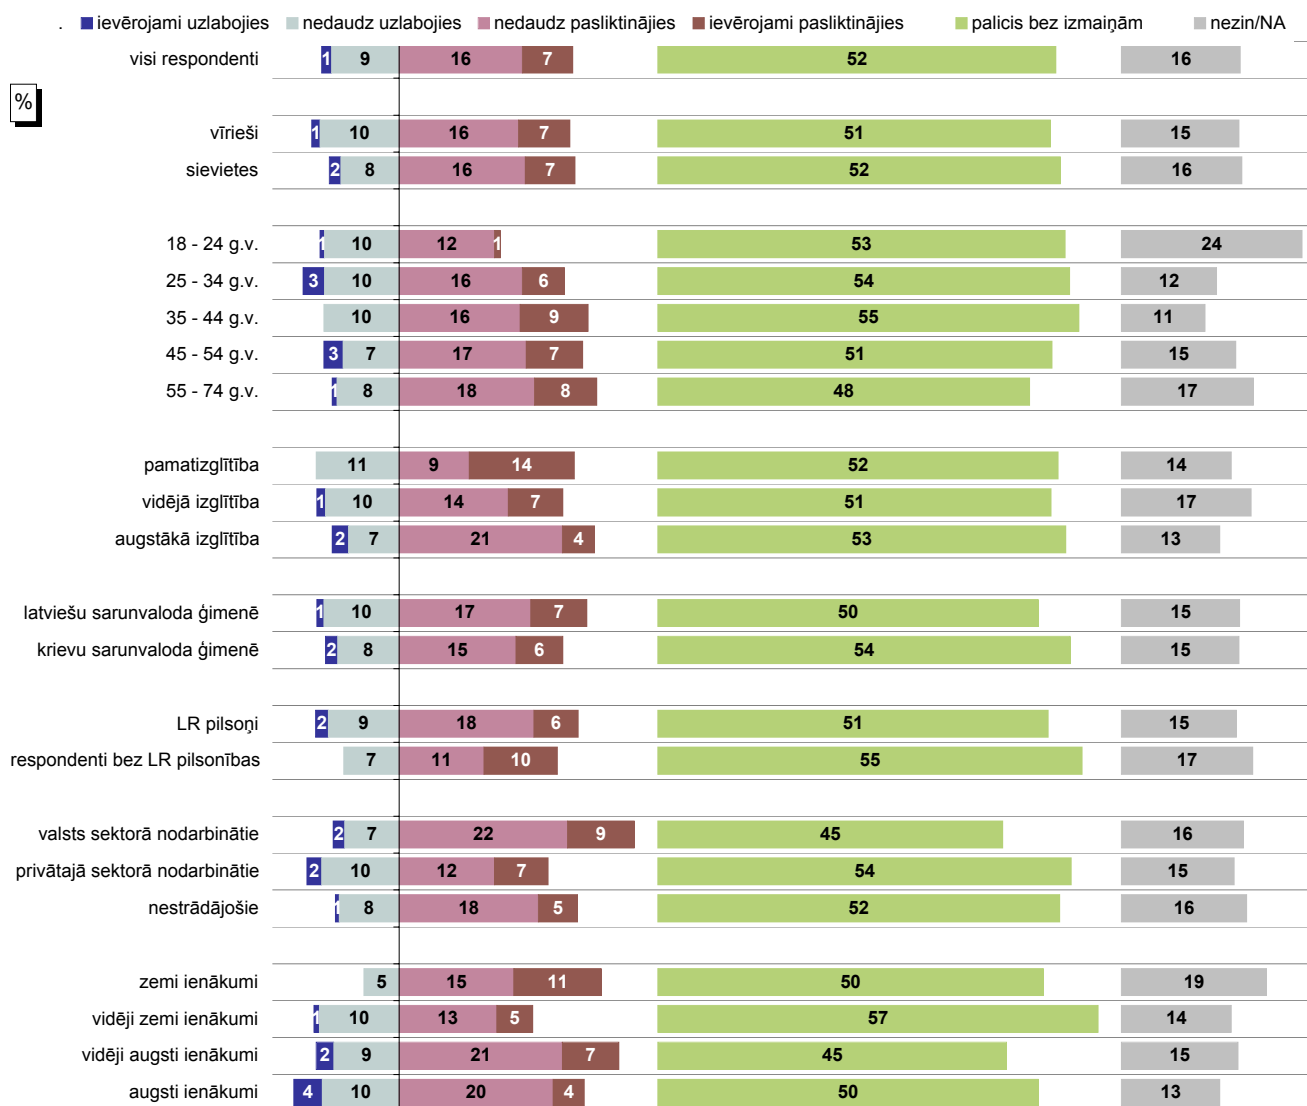 . ievērojami uzlabojies nedaudz uzlabojies nedaudz pasliktinājies ievērojami pasliktinājies palicis bez izmaiņām nezin/NA
visi respondenti 1 9 16 7 52 16
%
vīrieši 1 10 16 7 51 15
sievietes 2 8 16 7 52 16
18 - 24 g.v. 1 10 12 1 53 24
25 - 34 g.v. 3 10 16 6 54 12
35 - 44 g.v. 10 16 9 55 11
45 - 54 g.v. 3 7 17 7 51 15
55 - 74 g.v. 1 8 18 8 48 17
pamatizglītība 11 9 14 52 14
vidējā izglītība 1 10 14 7 51 17
augstākā izglītība 2 7 21 4 53 13
latviešu sarunvaloda ģimenē 1 10 17 7 50 15
krievu sarunvaloda ģimenē 2 8 15 6 54 15
LR pilsoņi 2 9 18 6 51 15
respondenti bez LR pilsonības 7 11 10 55 17
valsts sektorā nodarbinātie 2 7 22 9 45 16
privātajā sektorā nodarbinātie 2 10 12 7 54 15
nestrādājošie 1 8 18 5 52 16
zemi ienākumi 5 15 11 50 19
vidēji zemi ienākumi 1 10 13 5 57 14
vidēji augsti ienākumi 2 9 21 7 45 15
augsti ienākumi 4 10 20 4 50 13